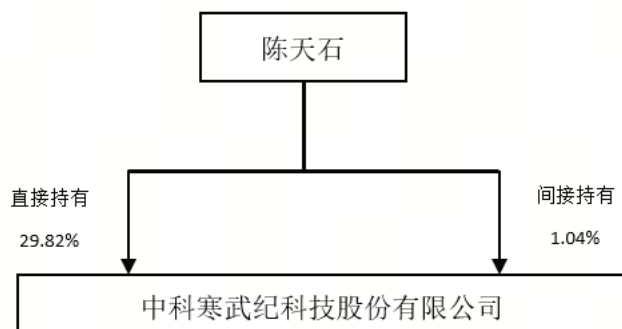 陈天石
直接持有
29.82%
间接持有
1.04%
中科寒武纪科技股份有限公司